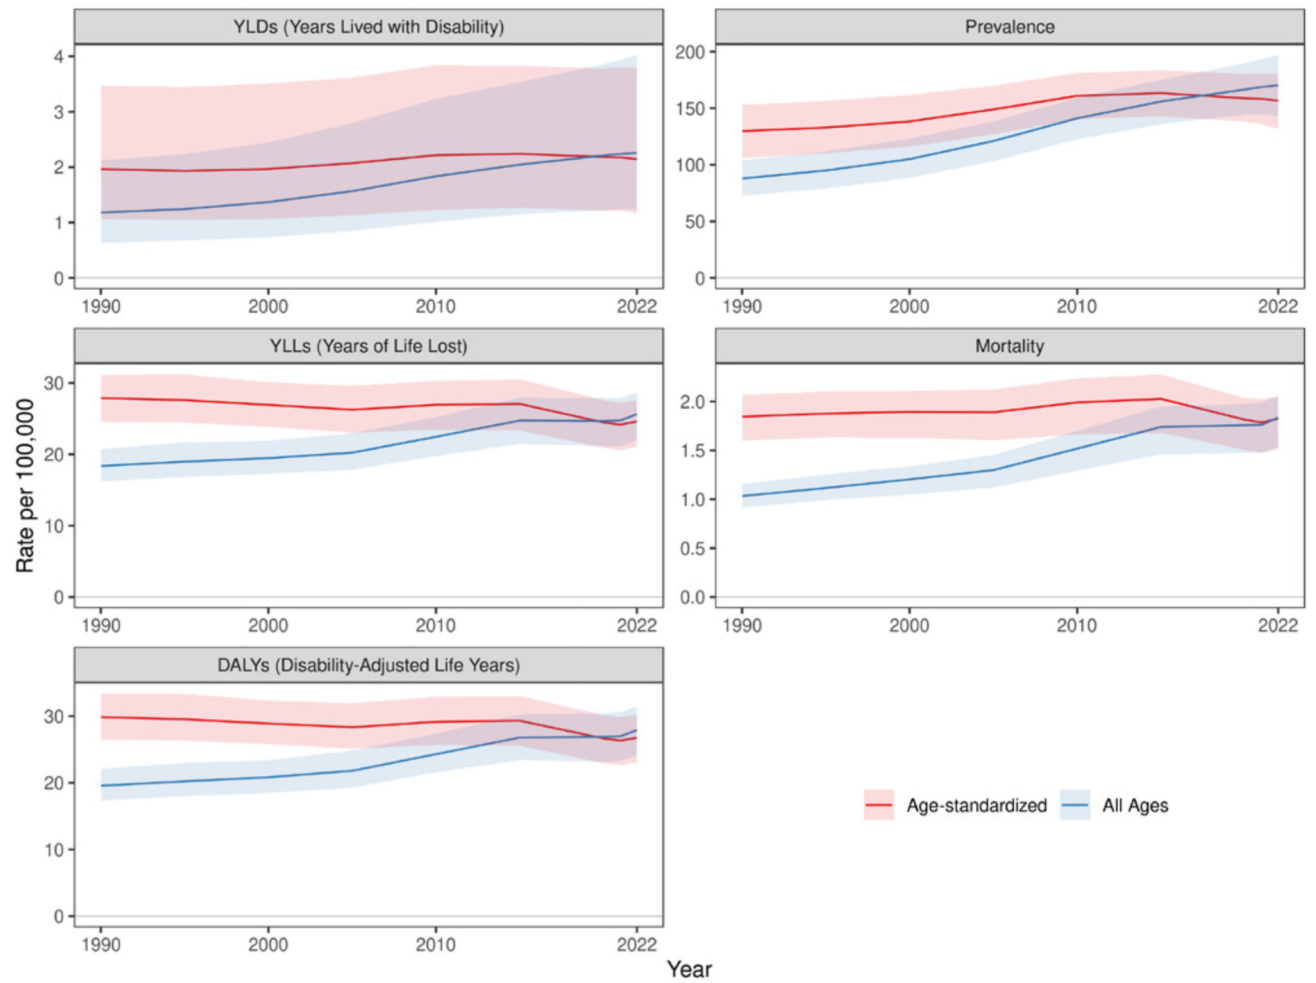 YLDs (Years Lived with Disability)
4
3
2
1
0
1990 2000 2010 2022
Prevalence
200
150
100
50
0
1990 2000 2010 2022
YLLs (Years of Life Lost)
30
20
10
0
1990 2000 2010 2022
Mortality
2.0
1.5
1.0
0.5
0.0
1990 2000 2010 2022
DALYs (Disability-Adjusted Life Years)
30
20
10
0
1990 2000 2010 2022
Rate per 100,000
Year
Age-standardized All Ages